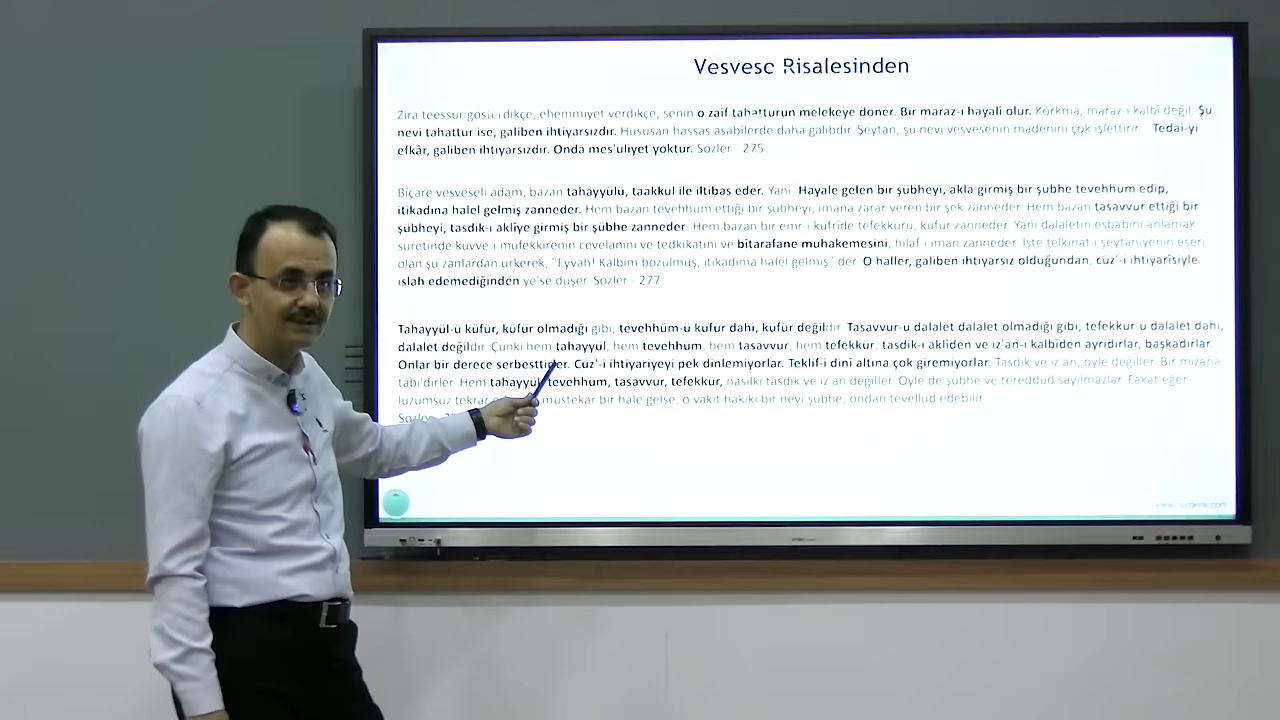 Vesvese Risalesinden
Zira teessür gösterdikçe, ehemmiyet verdikçe, senin o zaif tahatturun melekeye döner. Bir maraz-ı hayalî olur. Korkma, maraz-ı kalbî değil. Şu
nevi tahattur ise, galiben ihtiyarsızdır. Hususan hassas asabîlerde daha galibdir. Şeytan, şu nevi vesvesenin madenini çok işlettirir... Tedai-yi
efkâr, galiben ihtiyarsızdır. Onda mes'uliyet yoktur. Sözler - 275
Bîçare vesveseli adam, bazan tahayyülü, taakkul ile iltibas eder. Yani: Hayale gelen bir şübheyi, akla girmiş bir şübhe tevehhüm edip,
itikadına halel gelmiş zanneder. Hem bazan tevehhüm ettiği bir şübheyi, imana zarar veren bir şek zanneder. Hem bazan tasavvur ettiği bir
şübheyi, tasdik-ı akliye girmiş bir şübhe zanneder. Hem bazan bir emr-i küfrîde tefekkürü, küfür zanneder. Yani dalaletin esbabını anlamak
suretinde kuvve-i müfekkirenin cevelanını ve tedkikatını ve bitarafane muhakemesini, hilaf-ı iman zanneder. İşte telkinat-ı şeytaniyenin eseri
olan şu zanlardan ürkerek, "Eyvah! Kalbim bozulmuş, itikadıma halel gelmiş" der. O haller, galiben ihtiyarsız olduğundan, cüz'-i ihtiyarîsiyle
ıslah edemediğinden ye'se düşer. Sözler - 277
Tahayyül-ü küfür, küfür olmadığı gibi, tevehhüm-ü küfür dahi, küfür değildir. Tasavvur-u dalalet dalalet olmadığı gibi, tefekkür-ü dalalet dahi,
dalalet değildir. Çünki hem tahayyül, hem tevehhüm, hem tasavvur, hem tefekkür, tasdik-ı aklîden ve iz'an-ı kalbîden ayrıdırlar, başkadırlar.
Onlar bir derece serbesttirler. Cüz'-i ihtiyariyeyi pek dinlemiyorlar. Teklif-i dinî altına çok giremiyorlar. Tasdik ve iz'an, öyle değiller. Bir mizana
tâbi'dirler. Hem tahayyül, tevehhüm, tasavvur, tefekkür, nasılki tasdik ve iz'an değiller. Öyle de şübhe ve tereddüd sayılmazlar. Fakat eğer
lüzumsuz tekrar müstekar bir hale gelse, o vakit hakikî bir nevi şübhe, ondan tevellüd edebilir.
Sözler